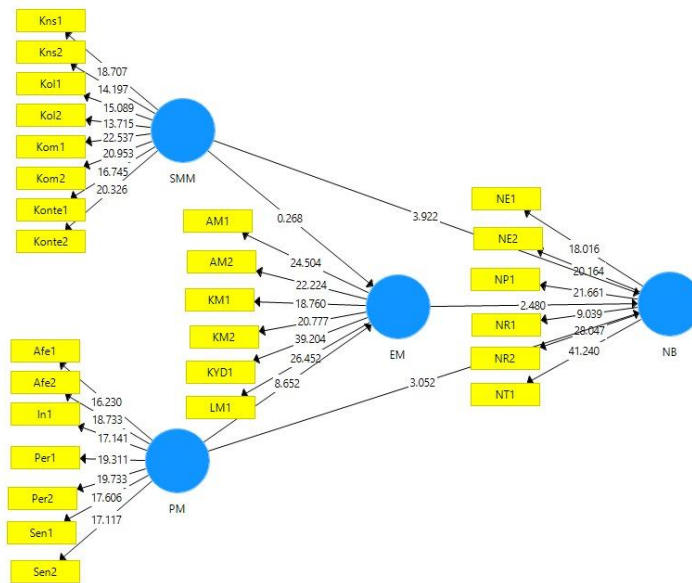 Kns1
Kns2
Kol1
Kol2
Kom1
Kom2
Konte1
Konte2
18.707
14.197
15.089
13.715
22.537
20.953
16.745
20.326
SMM
0.268
3.922
AM1
AM2
KM1
KM2
KYD1
LM1
24.504
22.224
18.760
20.777
39.204
26.452
8.652
EM
2.480
3.052
NE1
NE2
NP1
NR1
NR2
NT1
18.016
20.164
21.661
9.039
28.047
41.240
NB
Afe1
Afe2
In1
Per1
Per2
Sen1
Sen2
16.230
18.733
17.141
19.311
19.733
17.606
17.117
PM